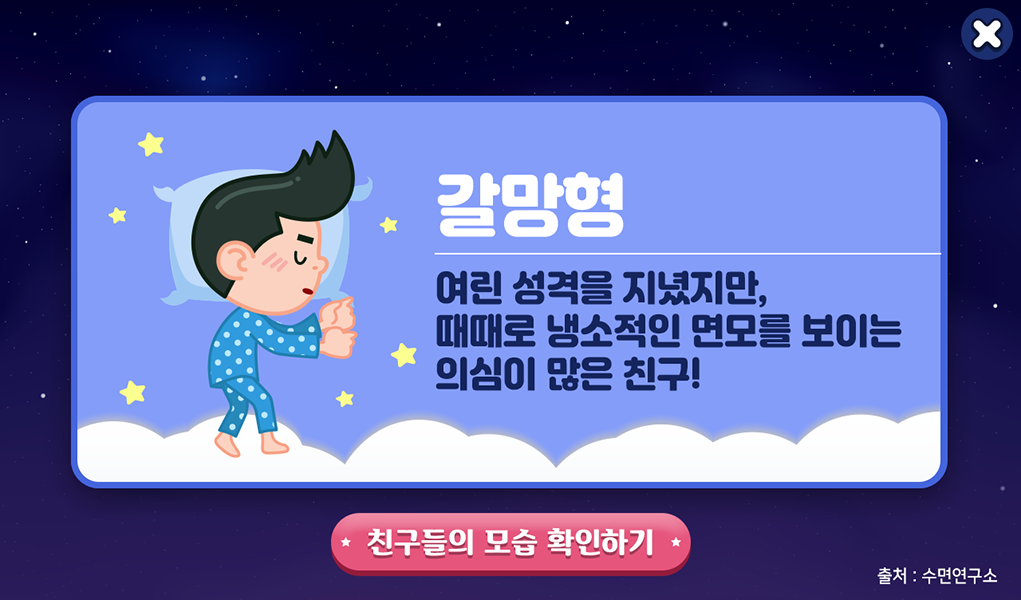 갈망형
여린 성격을 지녔지만,
때때로 냉소적인 면모를 보이는
의심이 많은 친구!
친구들의 모습 확인하기
출처 : 수면연구소